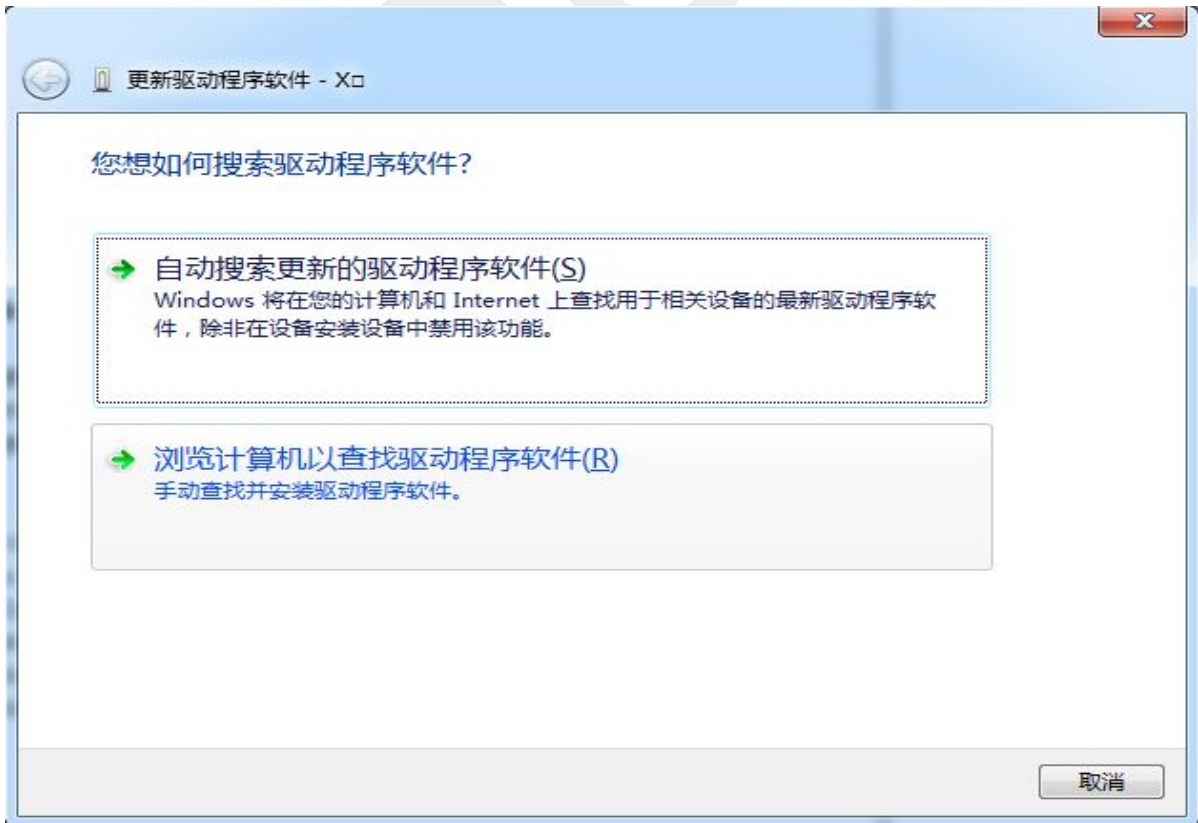 更新驱动程序软件 - X□
您想如何搜索驱动程序软件?
自动搜索更新的驱动程序软件(S)
Windows 将在您的计算机和 Internet 上查找用于相关设备的最新驱动程序软
件，除非在设备安装设备中禁用该功能。
浏览计算机以查找驱动程序软件(R)
手动查找并安装驱动程序软件。
取消